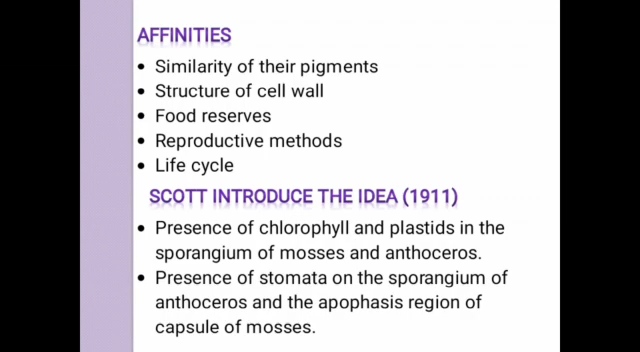 AFFINITIES
• Similarity of their pigments
• Structure of cell wall
• Food reserves
• Reproductive methods
• Life cycle
SCOTT INTRODUCE THE IDEA (1911)
• Presence of chlorophyll and plastids in the
sporangium of mosses and anthoceros.
• Presence of stomata on the sporangium of
anthoceros and the apophasis region of
capsule of mosses.